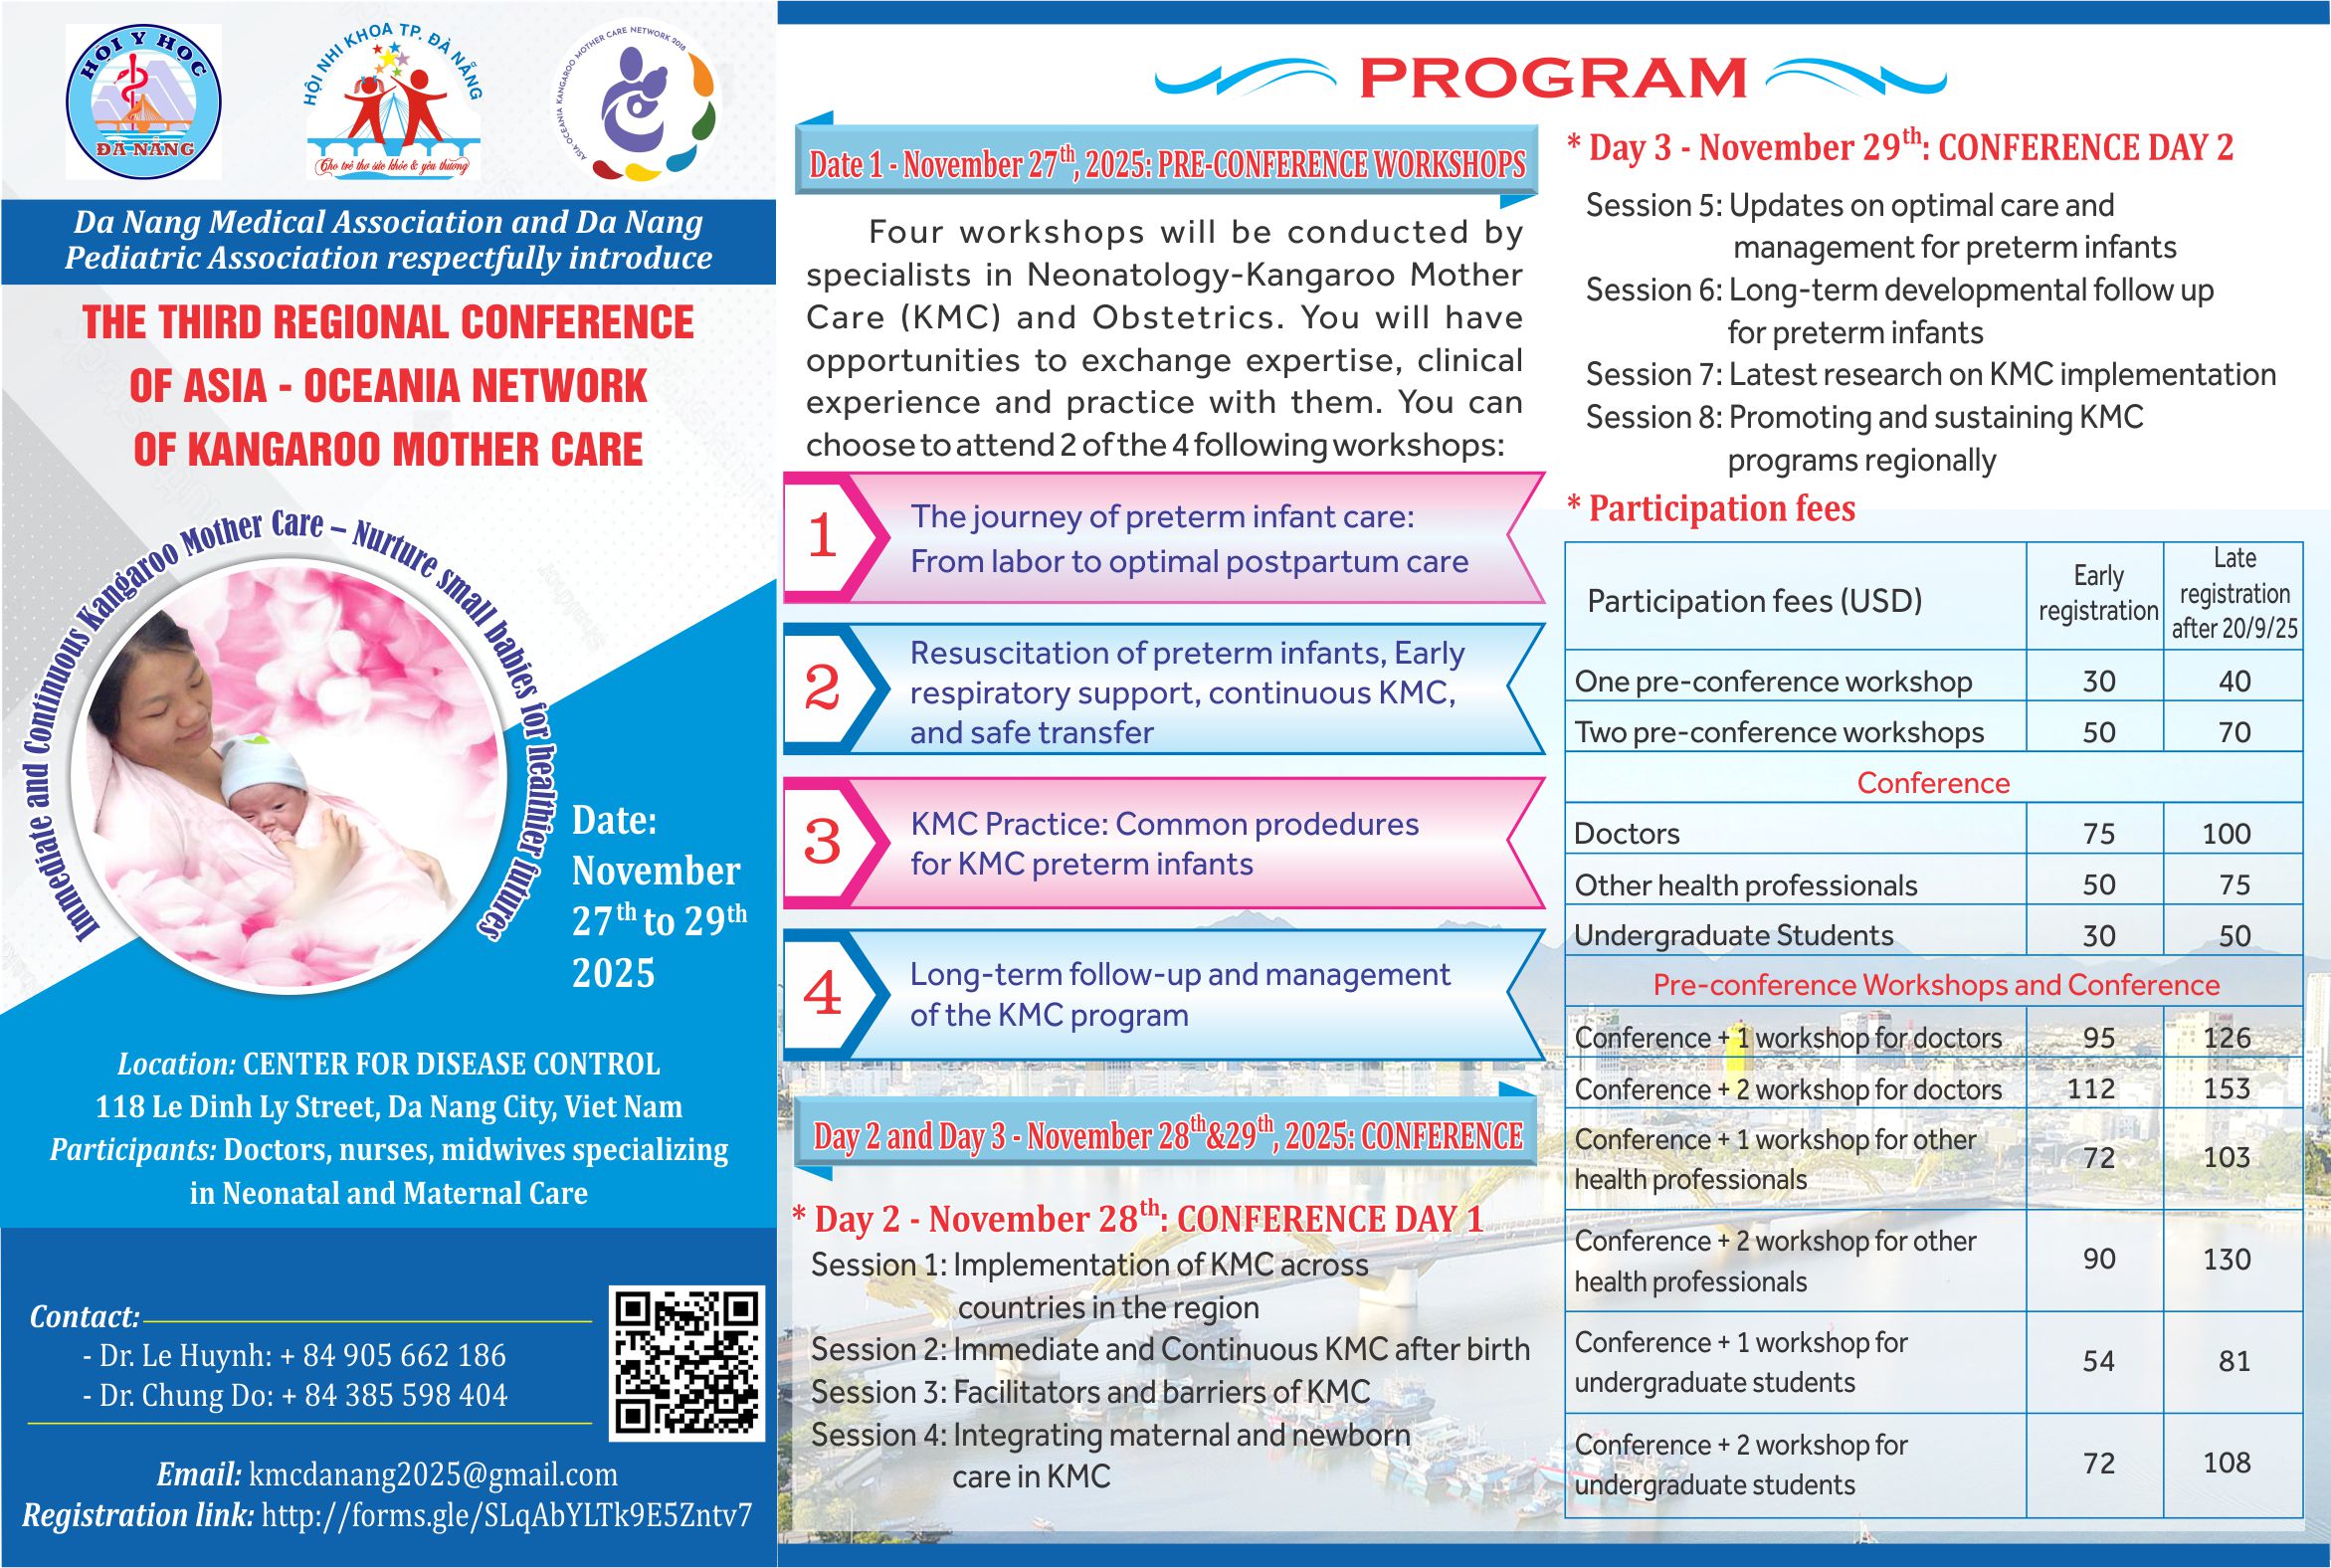 HỘI Y HỌC
ĐÀ NẴNG
HỘI NHI KHOA TP. ĐÀ NẴNG
Cho trẻ thơ sức khỏe & yêu thương
ASIA-OCEANIA KANGAROO MOTHER CARE NETWORK 2018
Da Nang Medical Association and Da Nang
Pediatric Association respectfully introduce
THE THIRD REGIONAL CONFERENCE
OF ASIA - OCEANIA NETWORK
OF KANGAROO MOTHER CARE
Immediate and Continuous Kangaroo Mother Care – Nurture small babies for healthier futures
Date:
November
27th to 29th
2025
Location: CENTER FOR DISEASE CONTROL
118 Le Dinh Ly Street, Da Nang City, Viet Nam
Participants: Doctors, nurses, midwives specializing
in Neonatal and Maternal Care
Contact:
- Dr. Le Huynh: + 84 905 662 186
- Dr. Chung Do: + 84 385 598 404
Email: kmcdanang2025@gmail.com
Registration link: http://forms.gle/SLqAbYLTk9E5Zntv7
PROGRAM
Date 1 - November 27th, 2025: PRE-CONFERENCE WORKSHOPS
Four workshops will be conducted by
specialists in Neonatology-Kangaroo Mother
Care (KMC) and Obstetrics. You will have
opportunities to exchange expertise, clinical
experience and practice with them. You can
choose to attend 2 of the 4 following workshops:
1
The journey of preterm infant care:
From labor to optimal postpartum care
2
Resuscitation of preterm infants, Early
respiratory support, continuous KMC,
and safe transfer
3
KMC Practice: Common prodedures
for KMC preterm infants
4
Long-term follow-up and management
of the KMC program
Day 2 and Day 3 - November 28th&29th, 2025: CONFERENCE
* Day 2 - November 28th: CONFERENCE DAY 1
Session 1: Implementation of KMC across
countries in the region
Session 2: Immediate and Continuous KMC after birth
Session 3: Facilitators and barriers of KMC
Session 4: Integrating maternal and newborn
care in KMC
* Day 3 - November 29th: CONFERENCE DAY 2
Session 5: Updates on optimal care and
management for preterm infants
Session 6: Long-term developmental follow up
for preterm infants
Session 7: Latest research on KMC implementation
Session 8: Promoting and sustaining KMC
programs regionally
* Participation fees
Participation fees (USD)
Early
registration
Late
registration
after 20/9/25
One pre-conference workshop 30 40
Two pre-conference workshops 50 70
Conference
Doctors 75 100
Other health professionals 50 75
Undergraduate Students 30 50
Pre-conference Workshops and Conference
Conference + 1 workshop for doctors 95 126
Conference + 2 workshop for doctors 112 153
Conference + 1 workshop for other
health professionals 72 103
Conference + 2 workshop for other
health professionals 90 130
Conference + 1 workshop for
undergraduate students 54 81
Conference + 2 workshop for
undergraduate students 72 108